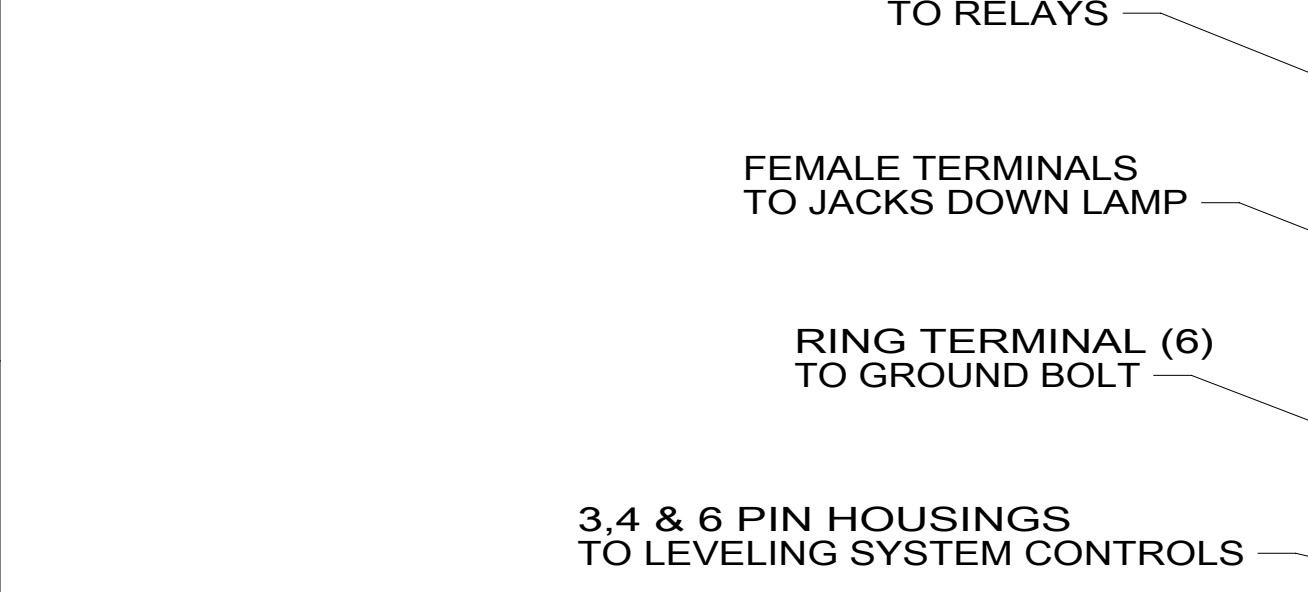 TO RELAYS
FEMALE TERMINALS
TO JACKS DOWN LAMP
RING TERMINAL (6)
TO GROUND BOLT
3,4 & 6 PIN HOUSINGS
TO LEVELING SYSTEM CONTROLS